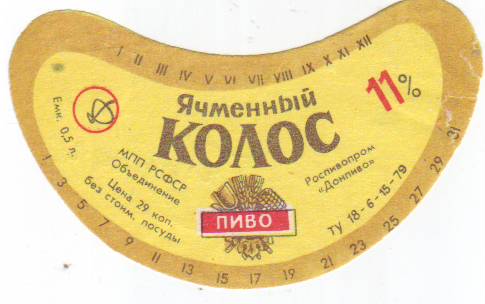 I II III IV V VI VII VIII IX X XI XII
Ячменный
КОЛОС
11%
Емк. 0,5 л.
МПП РСФСР
Объединение
Цена 29 коп.
без стоим. посуды
Роспивопром
«Донпиво»
ТУ 18-6-15-79
ПИВО
1 3 5 7 9 11 13 15 17 19 21 23 25 27 29 31